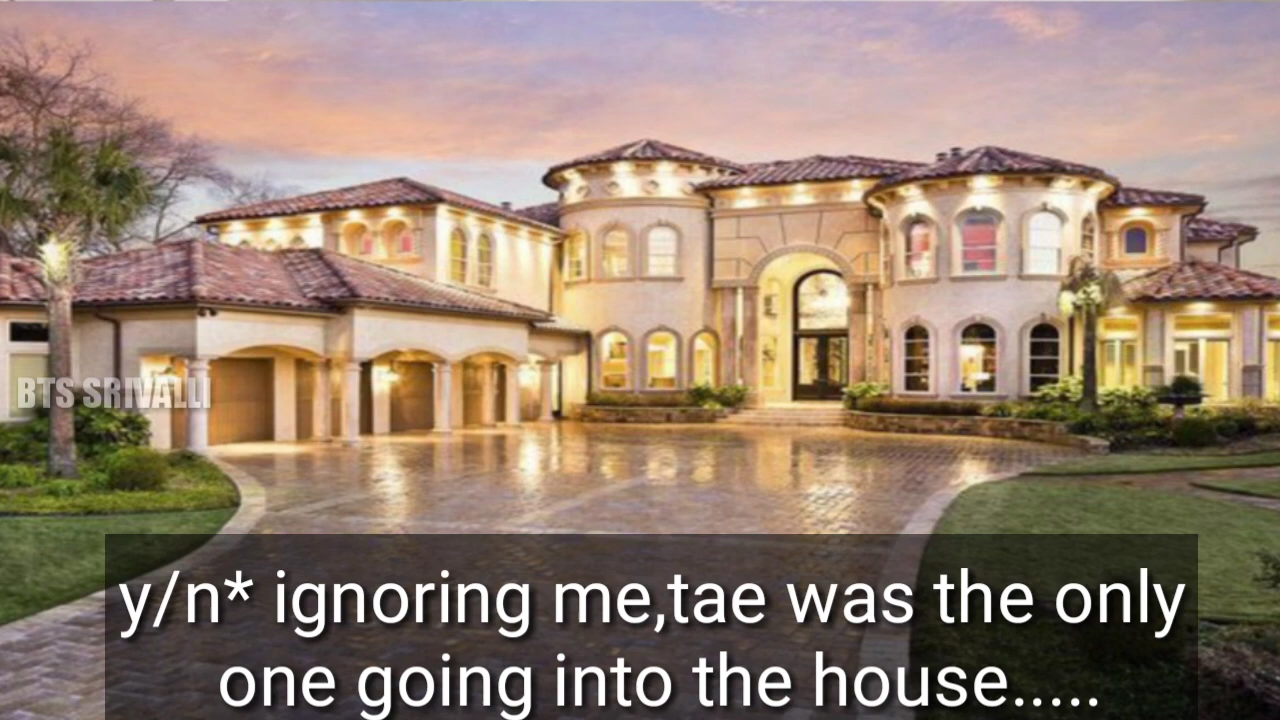 BTS SRIVALLI
y/n* ignoring me,tae was the only
one going into the house.....